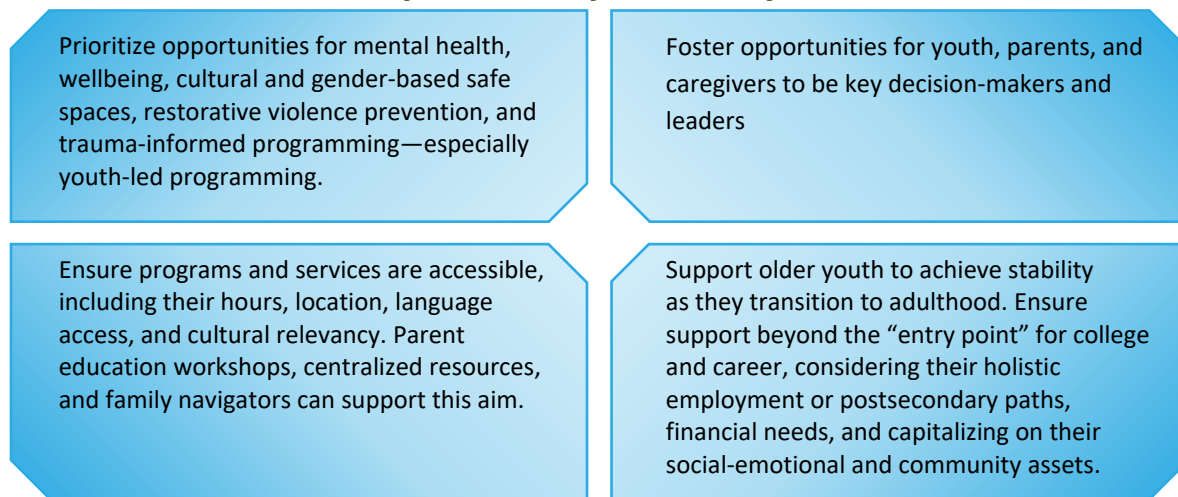 Prioritize opportunities for mental health,
wellbeing, cultural and gender-based safe
spaces, restorative violence prevention, and
trauma-informed programming—especially
youth-led programming.
Foster opportunities for youth, parents, and
caregivers to be key decision-makers and
leaders
Ensure programs and services are accessible,
including their hours, location, language
access, and cultural relevancy. Parent
education workshops, centralized resources,
and family navigators can support this aim.
Support older youth to achieve stability
as they transition to adulthood. Ensure
support beyond the “entry point” for college
and career, considering their holistic
employment or postsecondary paths,
financial needs, and capitalizing on their
social-emotional and community assets.